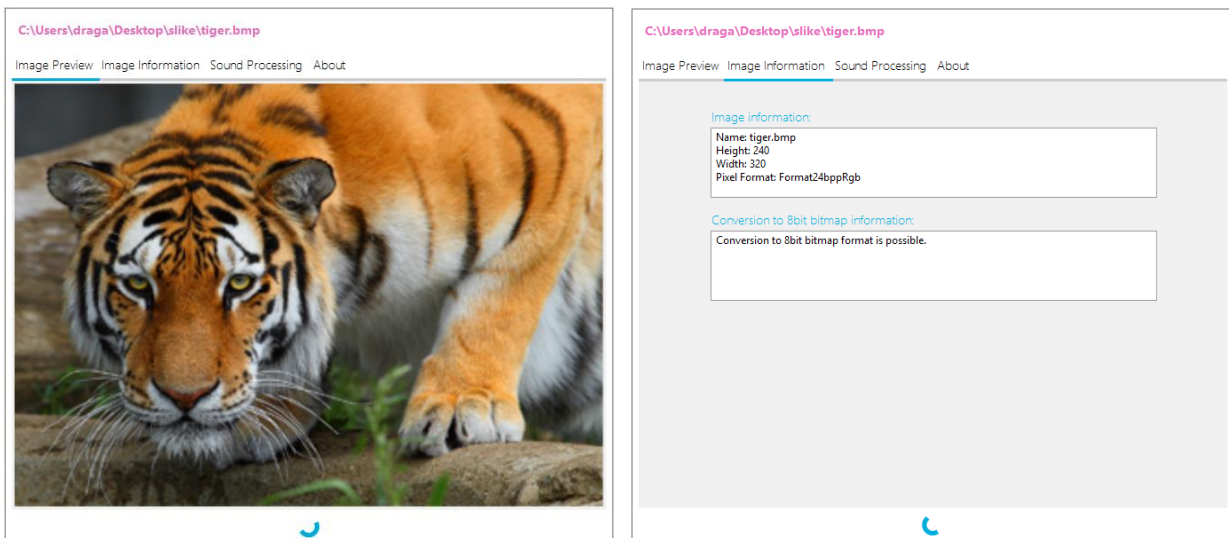 C:\Users\draga\Desktop\slike\tiger.bmp
Image Preview Image Information Sound Processing About
C:\Users\draga\Desktop\slike\tiger.bmp
Image Preview Image Information Sound Processing About
Image information:
Name: tiger.bmp
Height: 240
Width: 320
Pixel Format: Format24bppRgb
Conversion to 8bit bitmap information:
Conversion to 8bit bitmap format is possible.